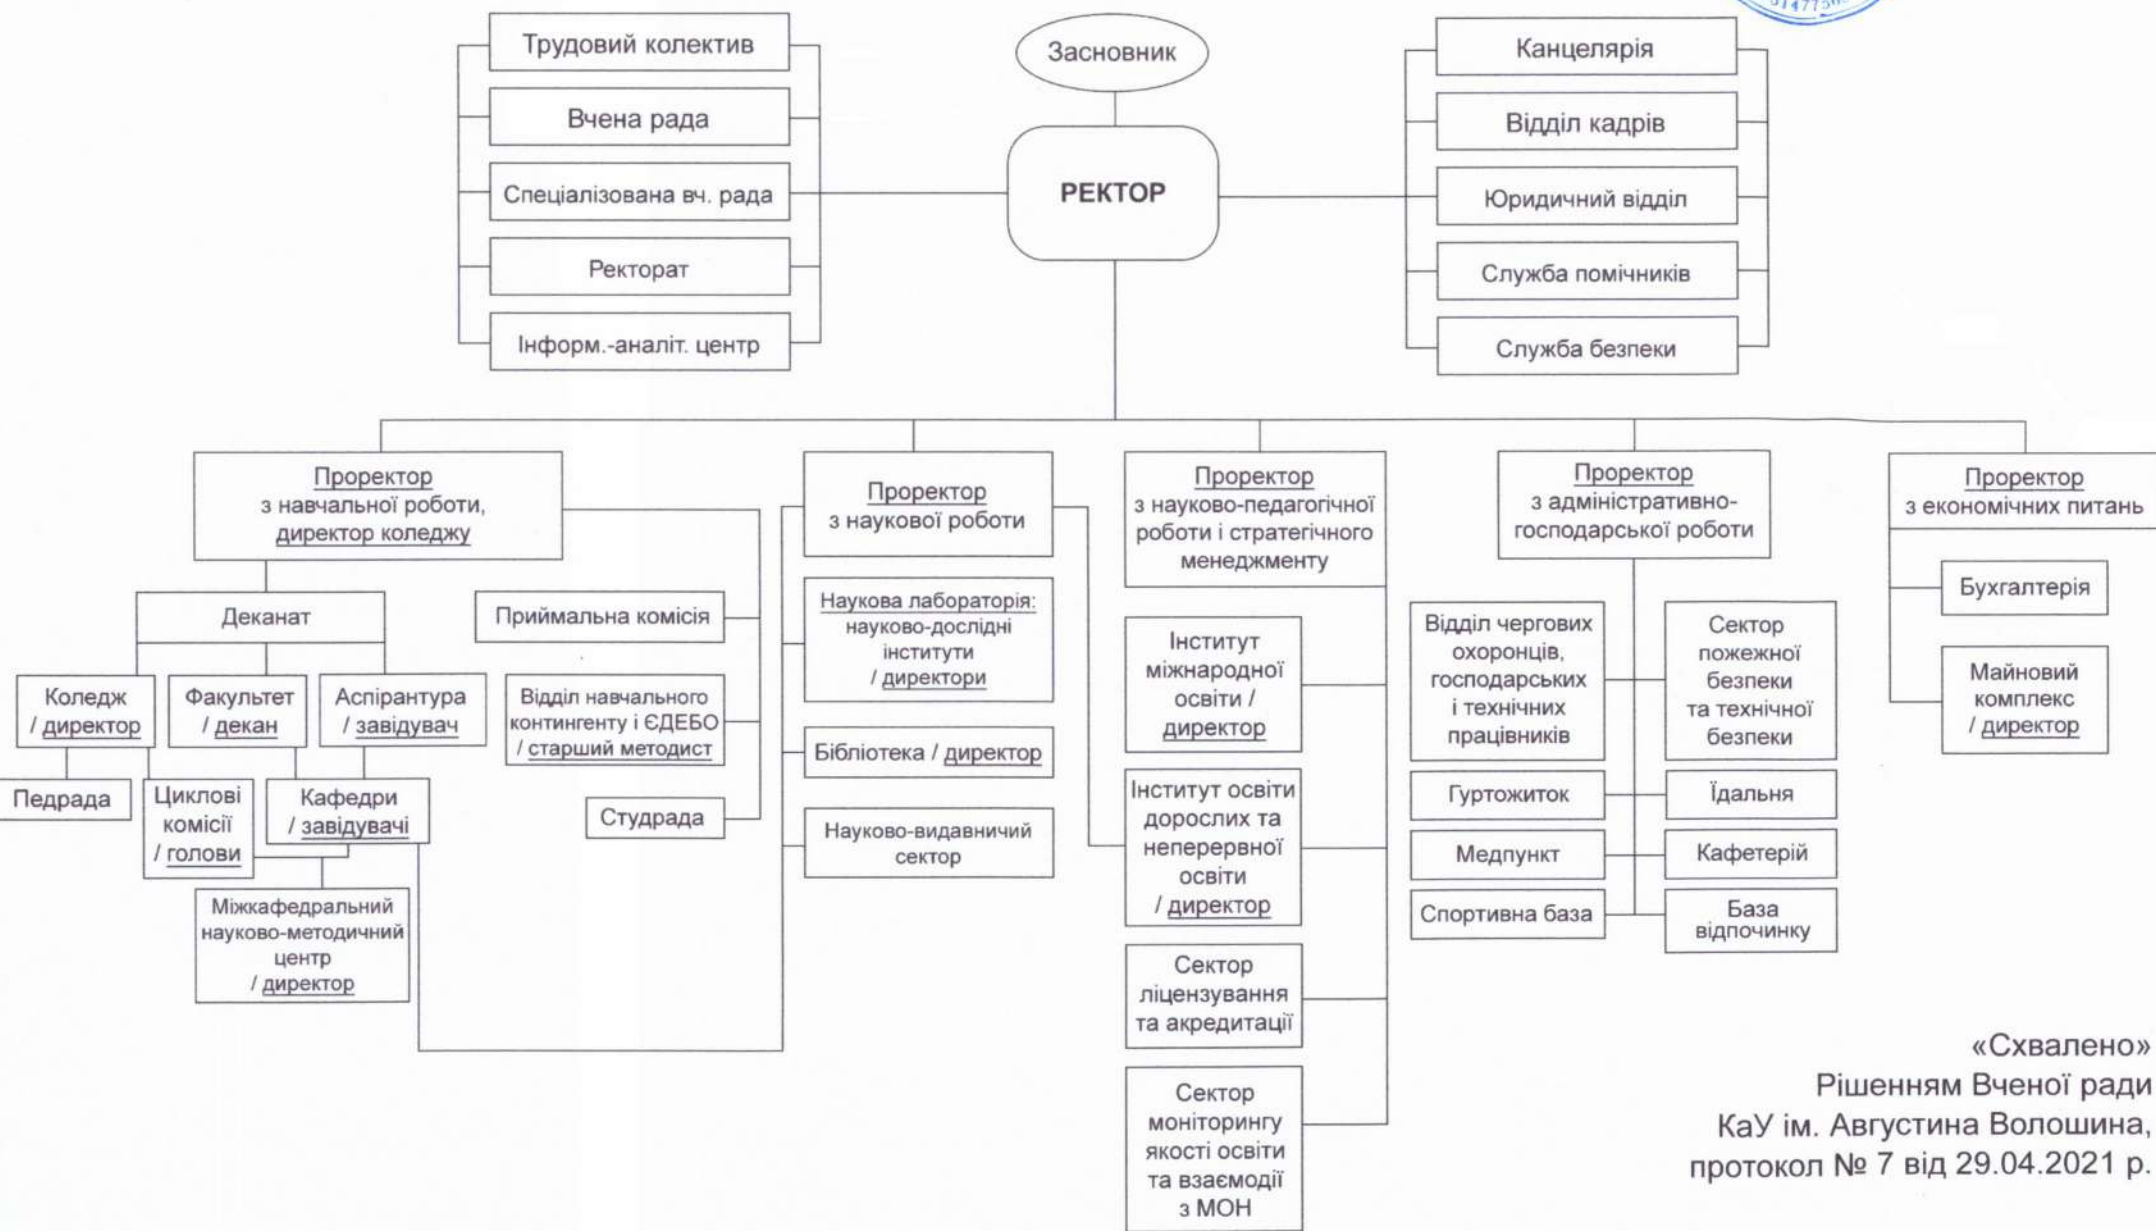 Трудовий колектив
Вчена рада
Спеціалізована вч. рада
Ректорат
Інформ.-аналіт. центр
Засновник
РЕКТОР
Канцелярія
Відділ кадрів
Юридичний відділ
Служба помічників
Служба безпеки
Проректор
з навчальної роботи,
директор коледжу
Деканат
Коледж
/ директор
Факультет
/ декан
Аспірантура
/ завідувач
Педрада
Циклові
комісії
/ голови
Кафедри
/ завідувачі
Міжкафедральний
науково-методичний
центр
/ директор
Приймальна комісія
Відділ навчального
контингенту і ЄДЕБО
/ старший методист
Студрада
Проректор
з наукової роботи
Наукова лабораторія:
науково-дослідні
інститути
/ директори
Бібліотека / директор
Науково-видавничий
сектор
Проректор
з науково-педагогічної
роботи і стратегічного
менеджменту
Інститут
міжнародної
освіти /
директор
Інститут освіти
дорослих та
неперервної
освіти
/ директор
Сектор
ліцензування
та акредитації
Сектор
моніторингу
якості освіти
та взаємодії
з МОН
Проректор
з адміністративно-
господарської роботи
Відділ чергових
охоронців,
господарських
і технічних
працівників
Гуртожиток
Медпункт
Спортивна база
Сектор
пожежної
безпеки
та технічної
безпеки
Їдальня
Кафетерій
База
відпочинку
Проректор
з економічних питань
Бухгалтерія
Майновий
комплекс
/ директор
«Схвалено»
Рішенням Вченої ради
КаУ ім. Августина Волошина,
протокол № 7 від 29.04.2021 р.